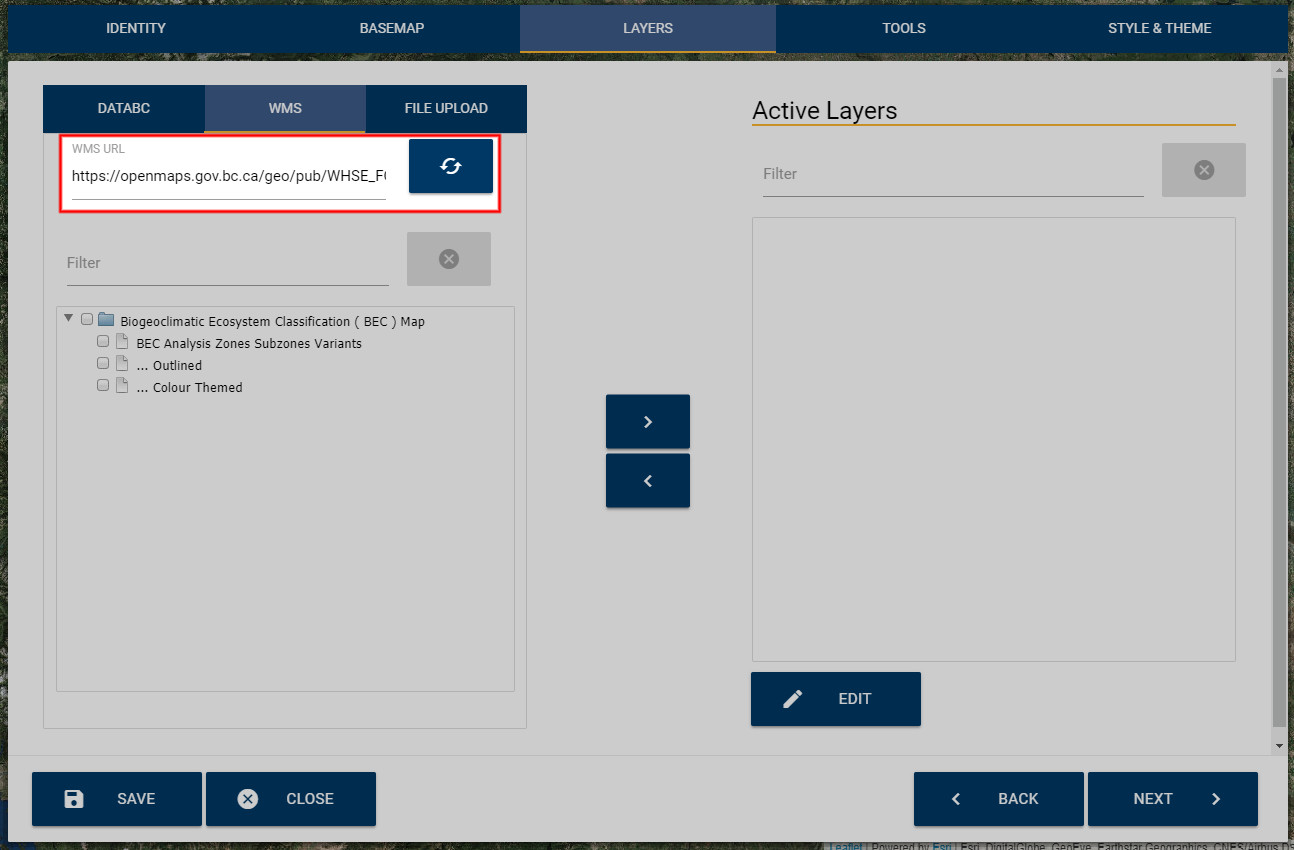 IDENTITY BASEMAP LAYERS TOOLS STYLE & THEME
DATABC WMS FILE UPLOAD
WMS URL
https://openmaps.gov.bc.ca/geo/pub/WHSE_F
Filter
Biogeoclimatic Ecosystem Classification ( BEC ) Map
BEC Analysis Zones Subzones Variants
... Outlined
... Colour Themed
Active Layers
Filter
EDIT
SAVE CLOSE BACK NEXT
Leaflet | Powered by Esri | Esri, DigitalGlobe, GeoEye, Earthstar Geographics, CNES/Airbus